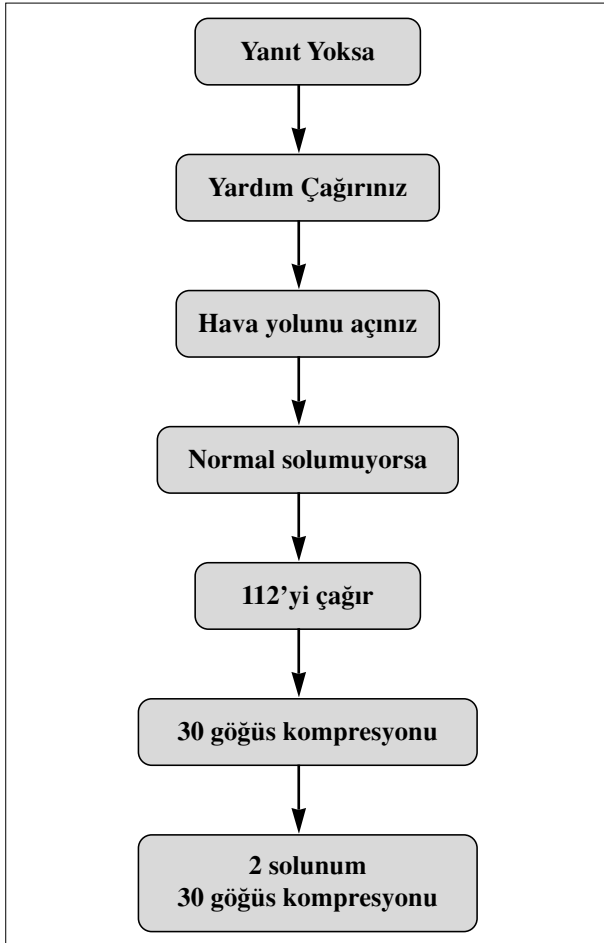 Yanıt Yoksa
Yardım Çağırınız
Hava yolunu açınız
Normal solumuyorsa
112’yi çağır
30 göğüs kompresyonu
2 solunum
30 göğüs kompresyonu